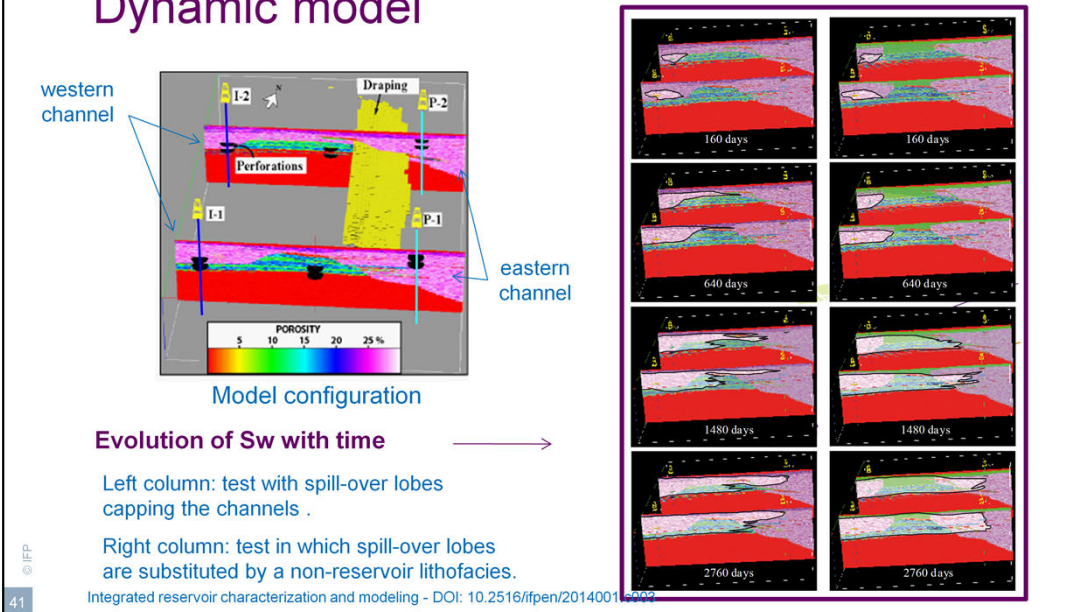 Dynamic model
western
channel
I-2
N
Draping
P-2
Perforations
I-1
P-1
eastern
channel
POROSITY
5 10 15 20 25 %
Model configuration
Evolution of Sw with time
Left column: test with spill-over lobes
capping the channels .
Right column: test in which spill-over lobes
are substituted by a non-reservoir lithofacies.
160 days
160 days
640 days
640 days
1480 days
1480 days
2760 days
2760 days
© IFP
41
Integrated reservoir characterization and modeling - DOI: 10.2516/ifpen/2014001.c003